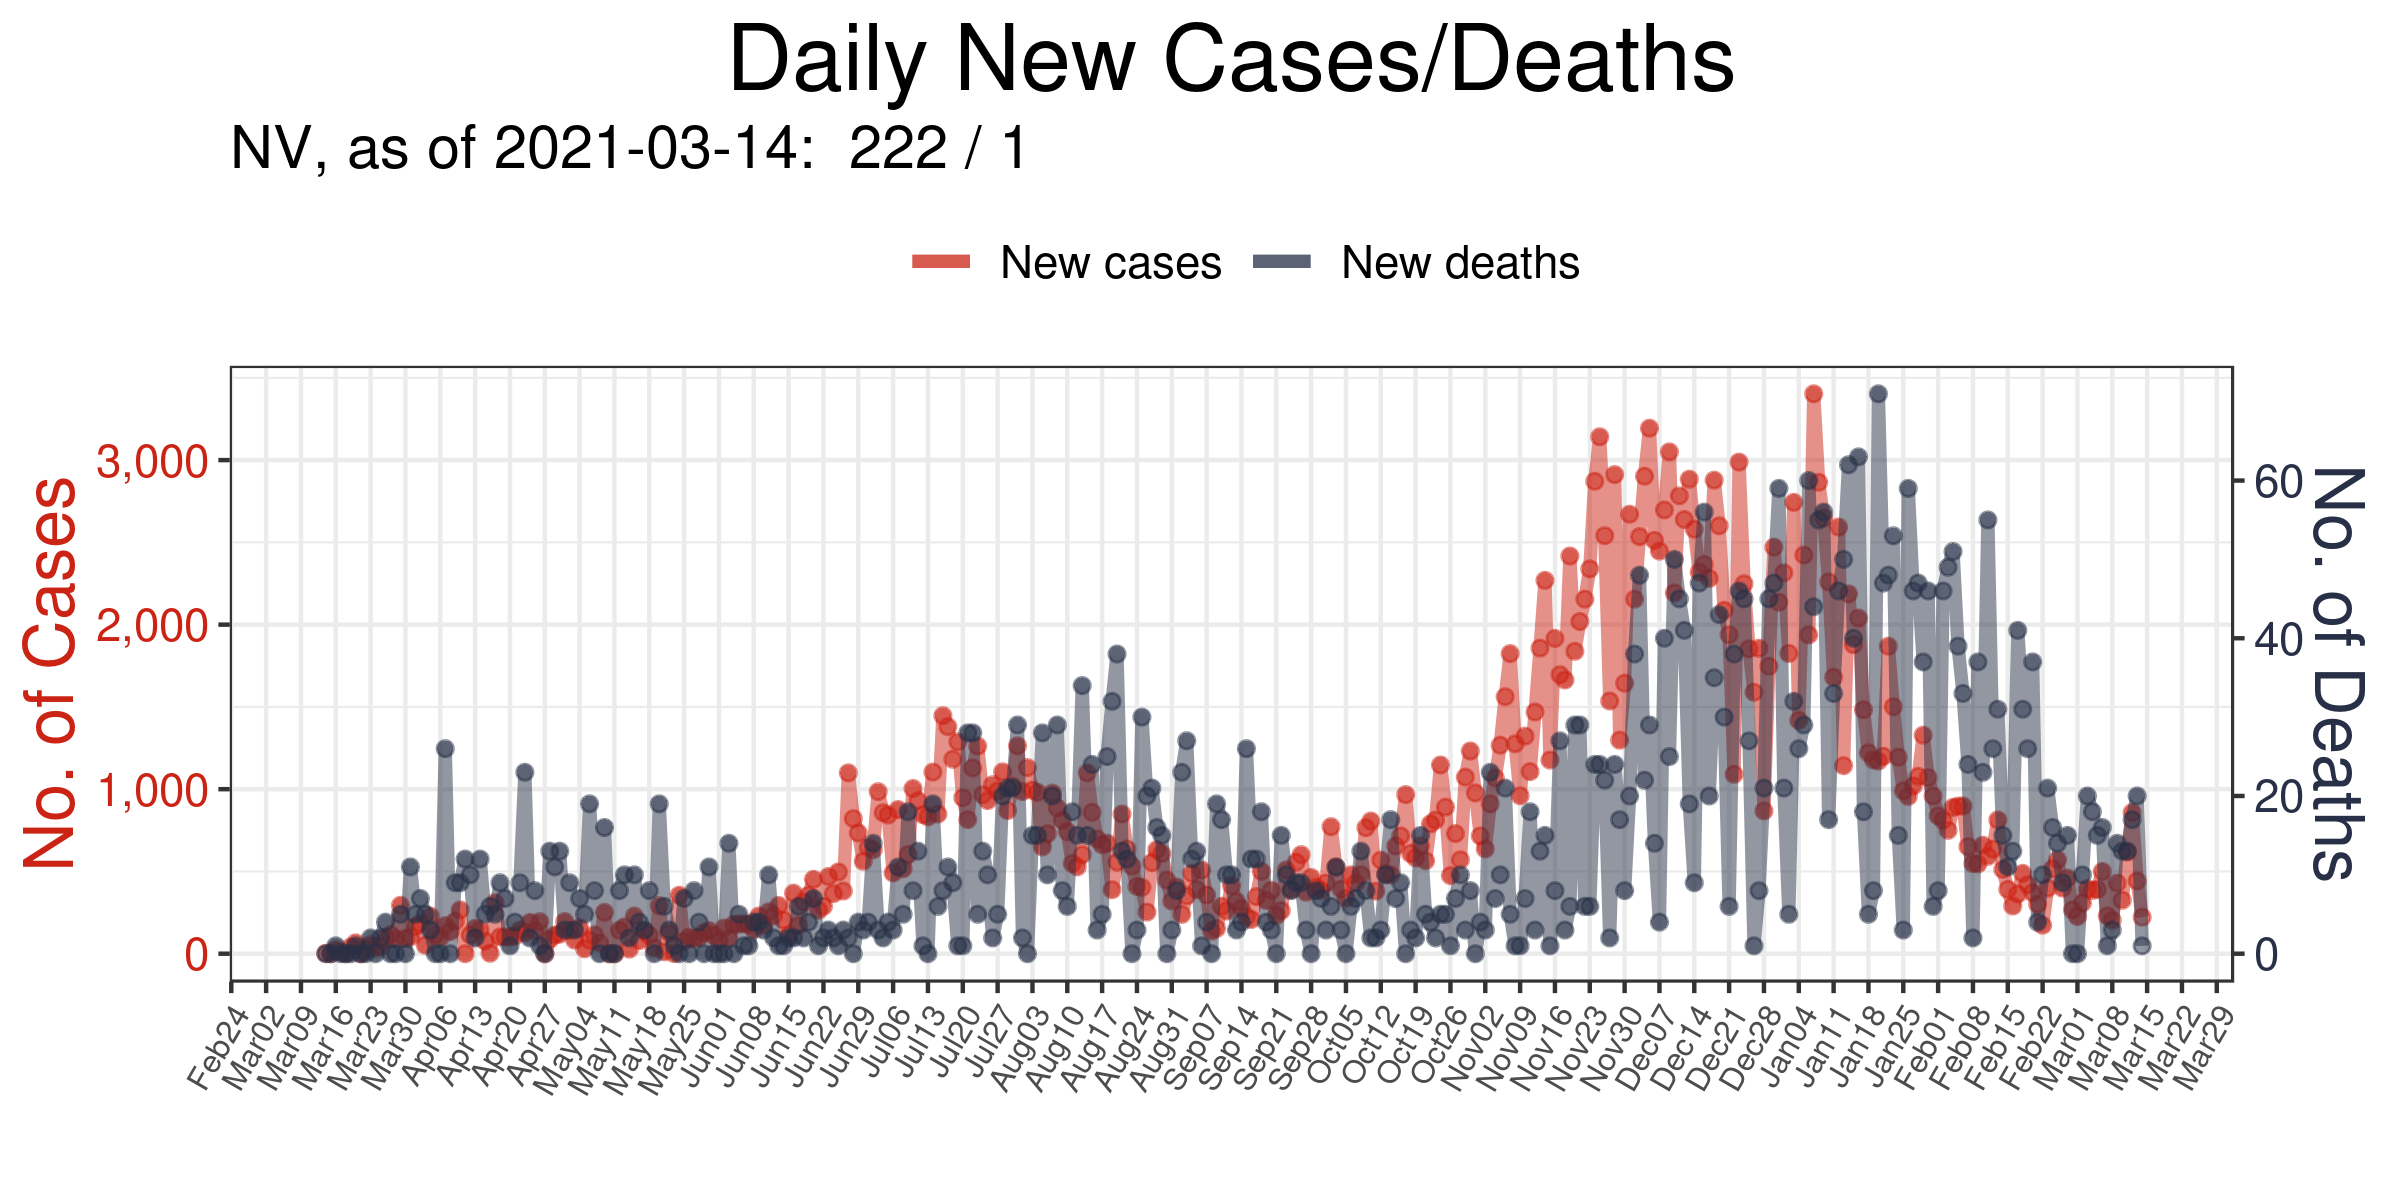 Daily New Cases/Deaths
NV, as of 2021-03-14:  222 / 1
New cases
New deaths
No. of Cases
3,000
2,000
1,000
0
60
40
20
0
No. of Deaths
Feb24
Mar02
Mar09
Mar16
Mar23
Mar30
Apr06
Apr13
Apr20
Apr27
May04
May11
May18
May25
Jun01
Jun08
Jun15
Jun22
Jun29
Jul06
Jul13
Jul20
Jul27
Aug03
Aug10
Aug17
Aug24
Aug31
Sep07
Sep14
Sep21
Sep28
Oct05
Oct12
Oct19
Oct26
Nov02
Nov09
Nov16
Nov23
Nov30
Dec07
Dec14
Dec21
Dec28
Jan04
Jan11
Jan18
Jan25
Feb01
Feb08
Feb15
Feb22
Mar01
Mar08
Mar15
Mar22
Mar29